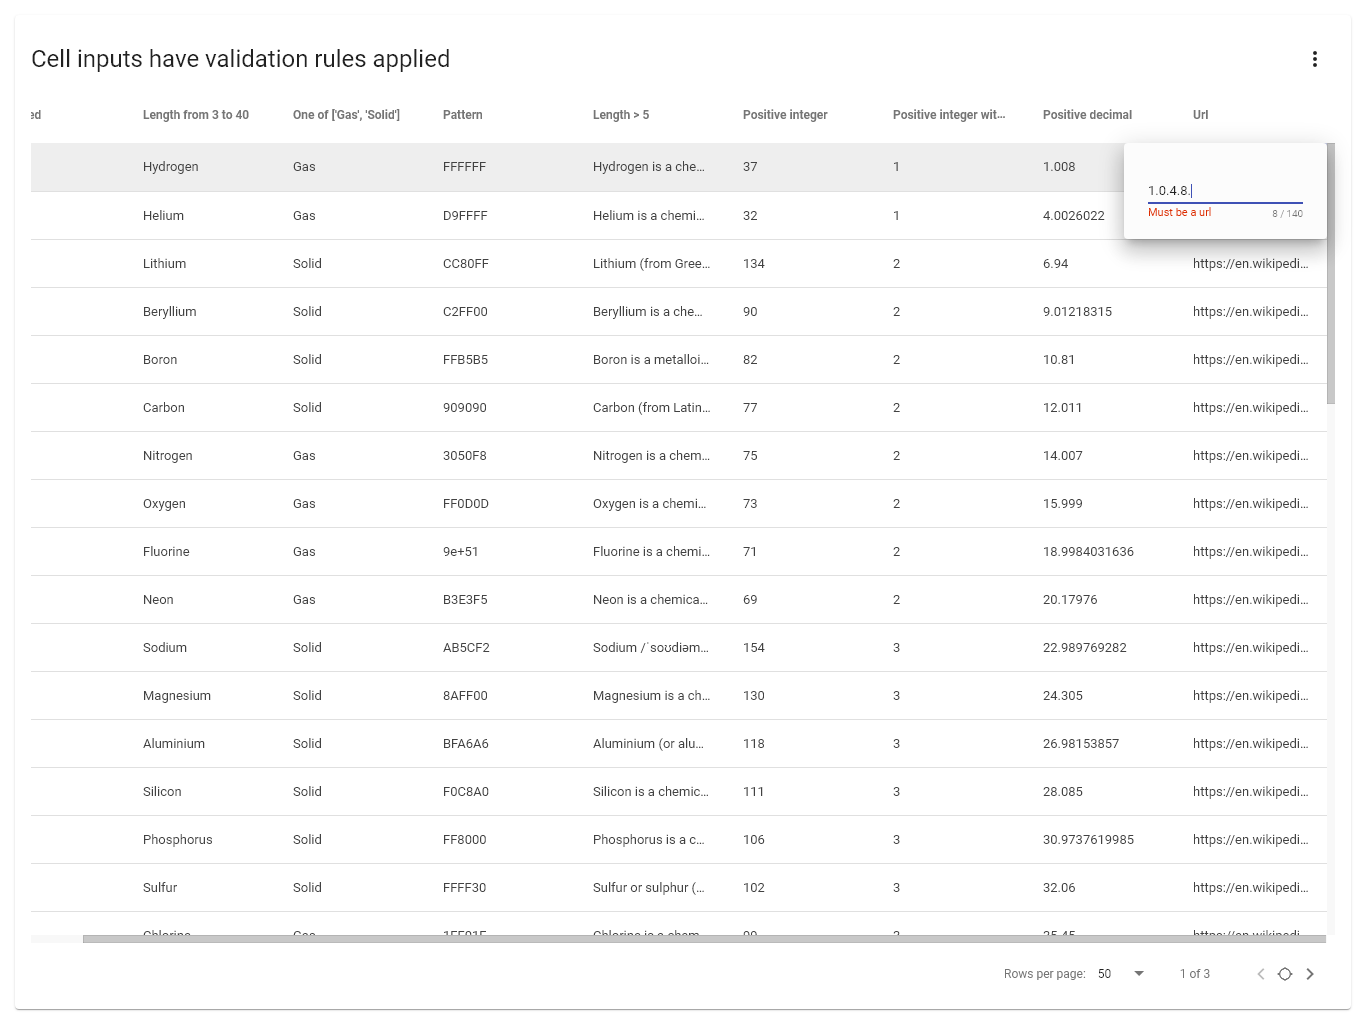 Cell inputs have validation rules applied
ed Length from 3 to 40 One of ['Gas', 'Solid'] Pattern Length > 5 Positive integer Positive integer wit... Positive decimal Url
Hydrogen Gas FFFFFF Hydrogen is a che... 37 1 1.008
1.0.4.8.
Must be a url 8 / 140
Helium Gas D9FFFF Helium is a chemi... 32 1 4.0026022
Lithium Solid CC80FF Lithium (from Gree... 134 2 6.94 https://en.wikipedi...
Beryllium Solid C2FF00 Beryllium is a che... 90 2 9.01218315 https://en.wikipedi...
Boron Solid FFB5B5 Boron is a metalloi... 82 2 10.81 https://en.wikipedi...
Carbon Solid 909090 Carbon (from Latin... 77 2 12.011 https://en.wikipedi...
Nitrogen Gas 3050F8 Nitrogen is a chem... 75 2 14.007 https://en.wikipedi...
Oxygen Gas FF0D0D Oxygen is a chemi... 73 2 15.999 https://en.wikipedi...
Fluorine Gas 9e+51 Fluorine is a chemi... 71 2 18.9984031636 https://en.wikipedi...
Neon Gas B3E3F5 Neon is a chemica... 69 2 20.17976 https://en.wikipedi...
Sodium Solid AB5CF2 Sodium /ˈsoʊdiəm... 154 3 22.989769282 https://en.wikipedi...
Magnesium Solid 8AFF00 Magnesium is a ch... 130 3 24.305 https://en.wikipedi...
Aluminium Solid BFA6A6 Aluminium (or alu... 118 3 26.98153857 https://en.wikipedi...
Silicon Solid F0C8A0 Silicon is a chemic... 111 3 28.085 https://en.wikipedi...
Phosphorus Solid FF8000 Phosphorus is a c... 106 3 30.9737619985 https://en.wikipedi...
Sulfur Solid FFFF30 Sulfur or sulphur (... 102 3 32.06 https://en.wikipedi...
Chlorine Gas 1FF01F Chlorine is a chem... 99 3 35.45 https://en.wikipedi...
Rows per page: 50 1 of 3